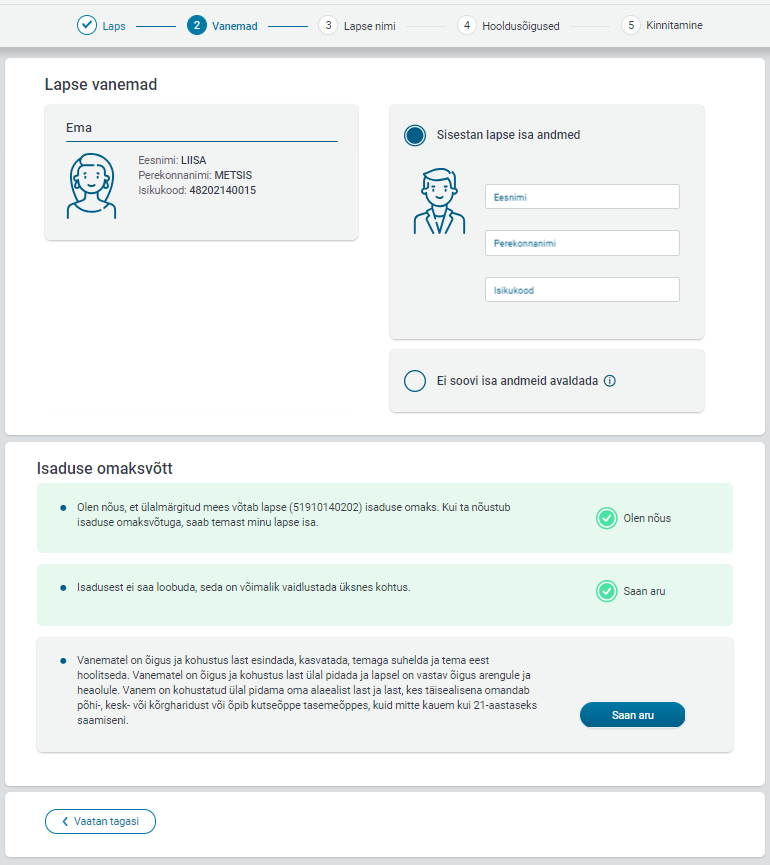 Laps
2 Vanemad
3 Lapse nimi
4 Hooldusõigused
5 Kinnitamine
Lapse vanemad
Ema
Eesnimi: LIISA
Perekonnanimi: METSIS
Isikukood: 48202140015
Sisestan lapse isa andmed
Eesnimi
Perekonnanimi
Isikukood
Ei soovi isa andmeid avaldada
Isaduse omaksvõtt
Olen nõus, et ülalmärgitud mees võtab lapse (51910140202) isaduse omaks. Kui ta nõustub
isaduse omaksvõtuga, saab temast minu lapse isa.
Olen nõus
Isadusest ei saa loobuda, seda on võimalik vaidlustada üksnes kohtus.
Saan aru
Vanematel on õigus ja kohustus last esindada, kasvatada, temaga suhelda ja tema eest
hoolitseda. Vanematel on õigus ja kohustus last ülal pidada ja lapsel on vastav õigus arengule ja
heaolule. Vanem on kohustatud ülal pidama oma alaealist last ja last, kes täisealisena omandab
põhi-, kesk- või kõrgharidust või õpib kutseõppe tasemeõppes, kuid mitte kauem kui 21-aastaseks
saamiseni.
Saan aru
Vaatan tagasi